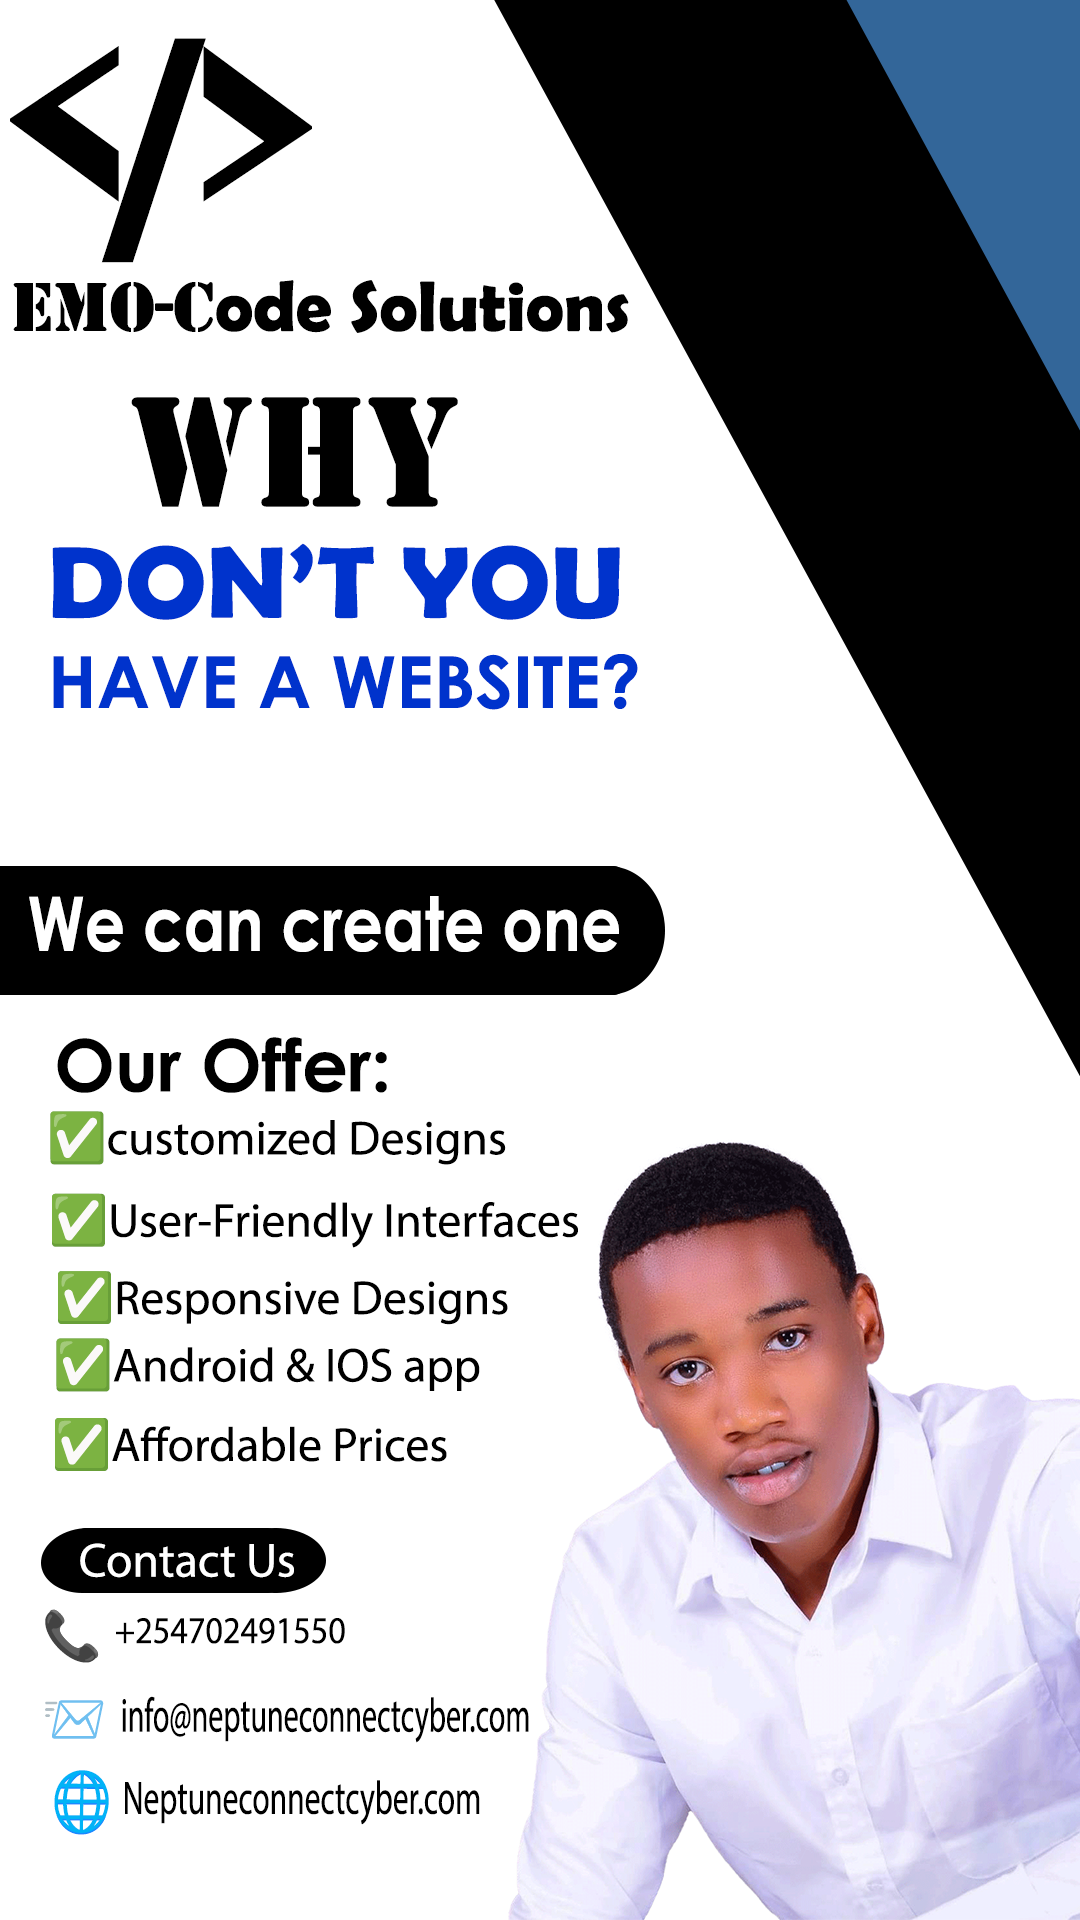 </>
EMO-Code Solutions
WHY
DON'T YOU
HAVE A WEBSITE?
We can create one
Our Offer:
✅customized Designs
✅User-Friendly Interfaces
✅Responsive Designs
✅Android & IOS app
✅Affordable Prices
Contact Us
+254702491550
info@neptuneconnectcyber.com
Neptuneconnectcyber.com